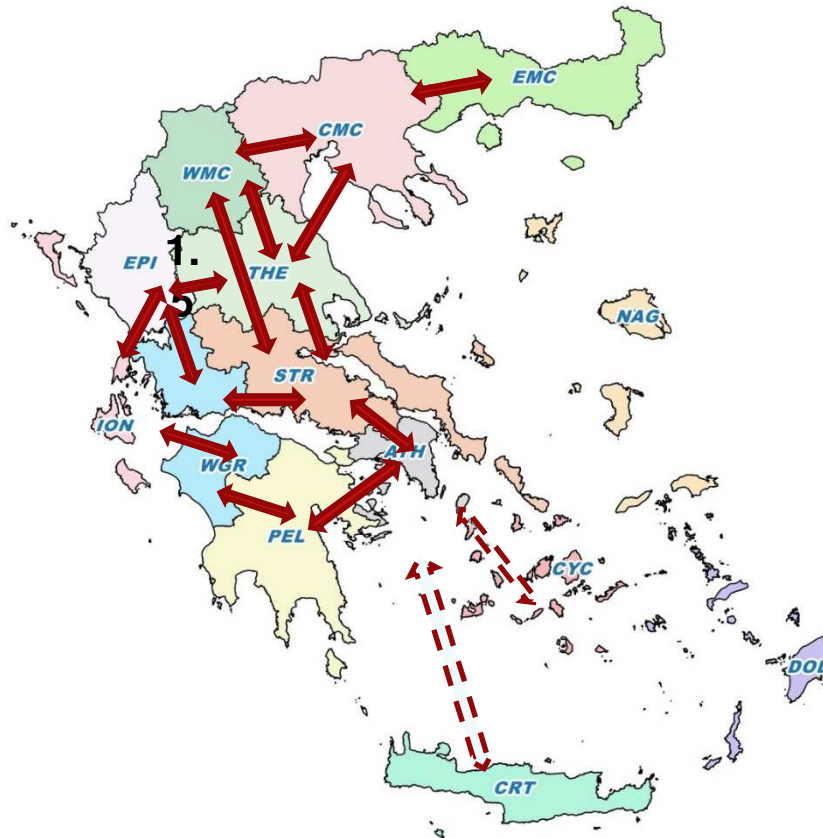 EMC
CMC
WMC
1.
5
EPI
THE
NAG
STR
ION
ATH
WGR
PEL
CYC
DOD
CRT